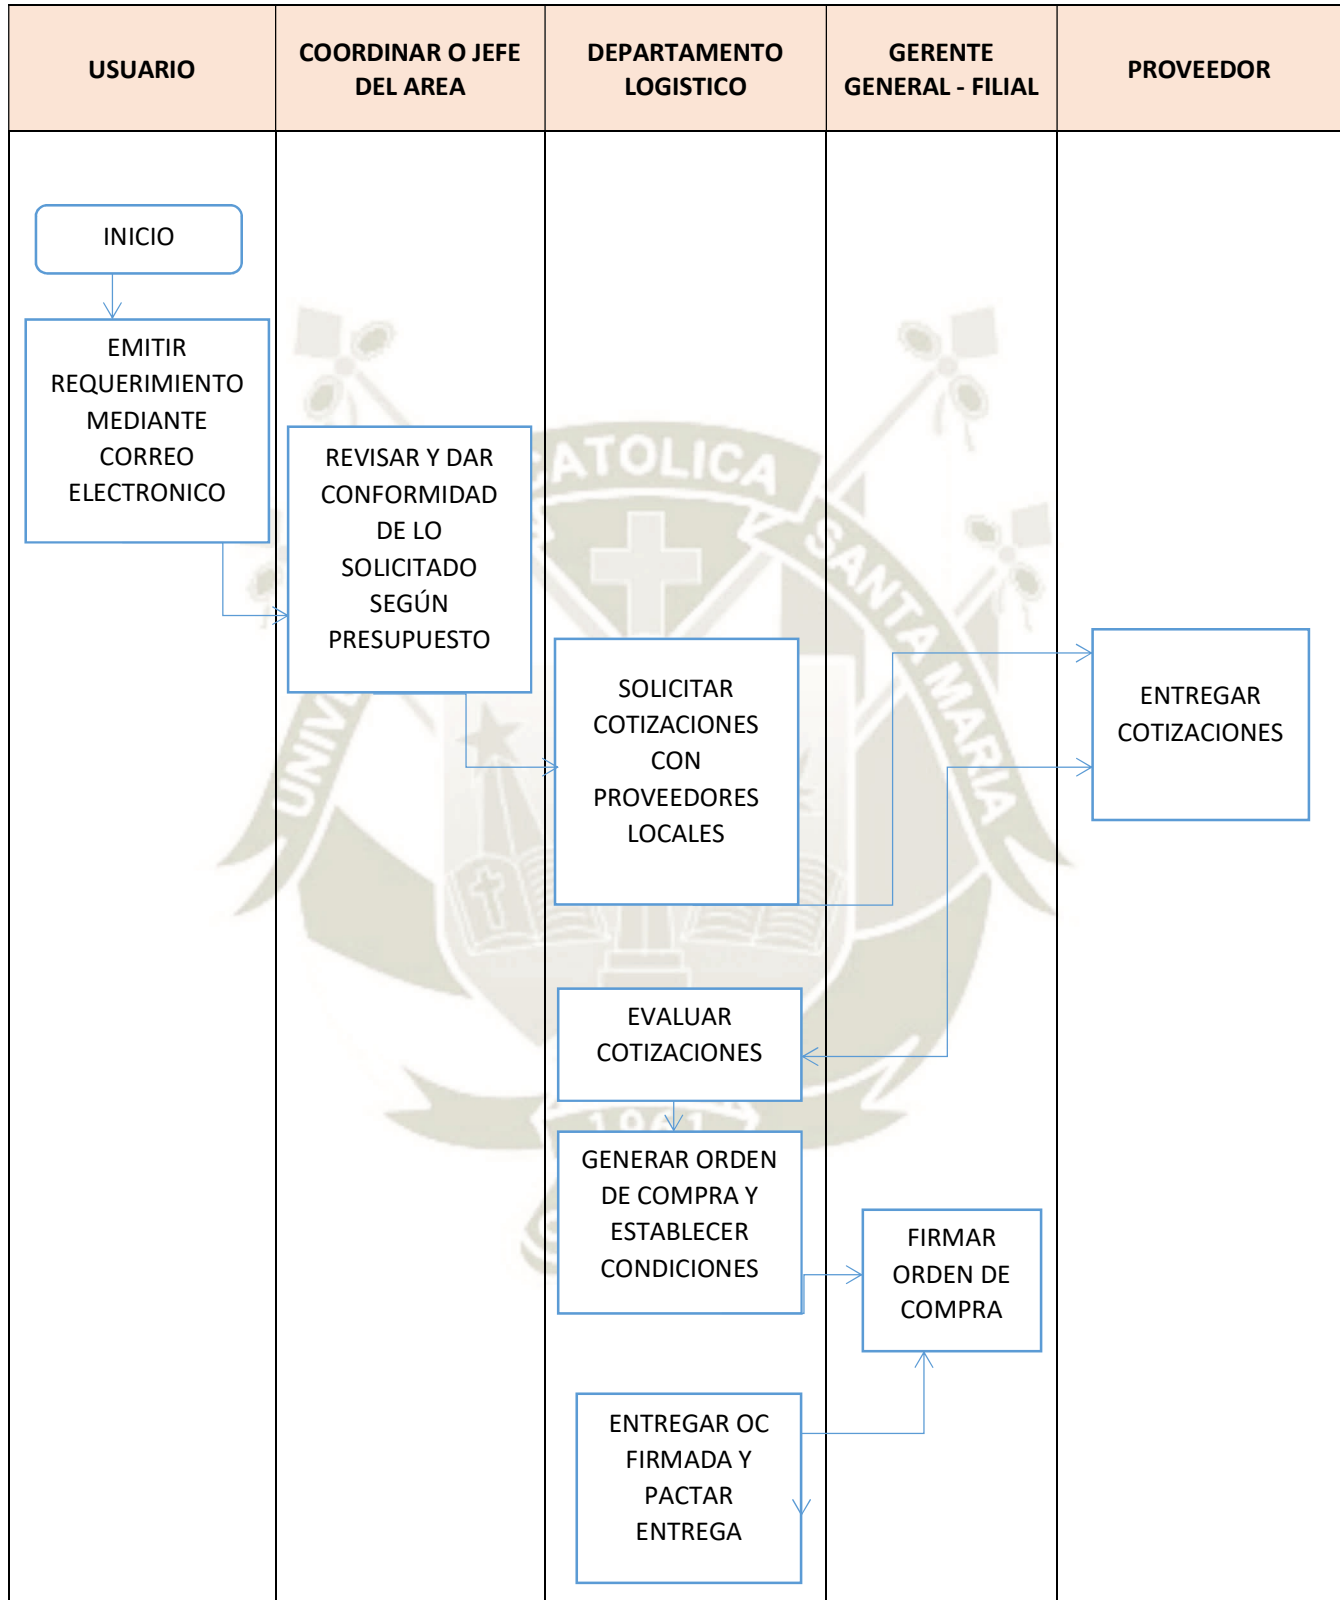 USUARIO
COORDINAR O JEFE
DEL AREA
DEPARTAMENTO
LOGISTICO
GERENTE
GENERAL - FILIAL
PROVEEDOR
INICIO
EMITIR
REQUERIMIENTO
MEDIANTE
CORREO
ELECTRONICO
REVISAR Y DAR
CONFORMIDAD
DE LO
SOLICITADO
SEGÚN
PRESUPUESTO
SOLICITAR
COTIZACIONES
CON
PROVEEDORES
LOCALES
ENTREGAR
COTIZACIONES
EVALUAR
COTIZACIONES
GENERAR ORDEN
DE COMPRA Y
ESTABLECER
CONDICIONES
FIRMAR
ORDEN DE
COMPRA
ENTREGAR OC
FIRMADA Y
PACTAR
ENTREGA
CATOLICA
SANTA MARIA
1961